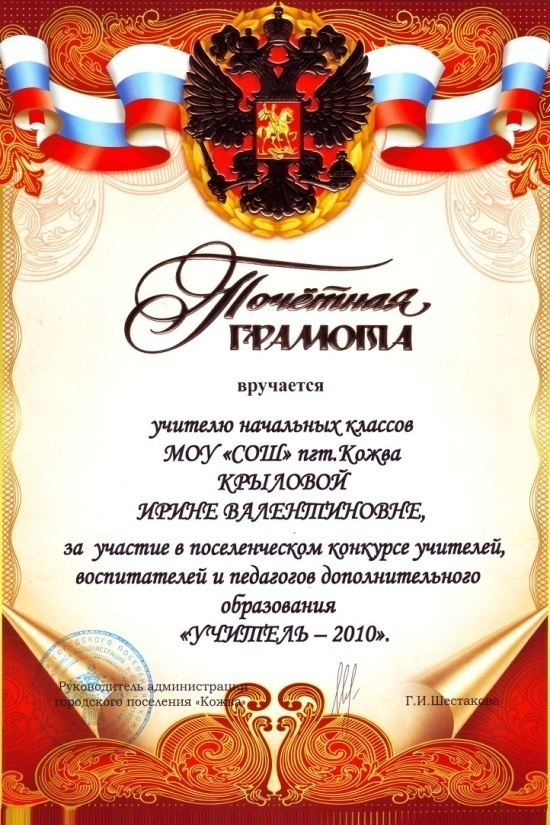 Почётная
ГРАМОТА
вручается
учителю начальных классов
МОУ «СОШ» пгт.Кожва
КРЫЛОВОЙ
ИРИНЕ ВАЛЕНТИНОВНЕ,
за участие в поселенческом конкурсе учителей,
воспитателей и педагогов дополнительного
образования
«УЧИТЕЛЬ – 2010».
Руководитель администрации
городского поселения «Кожва»
Г.И.Шестакова